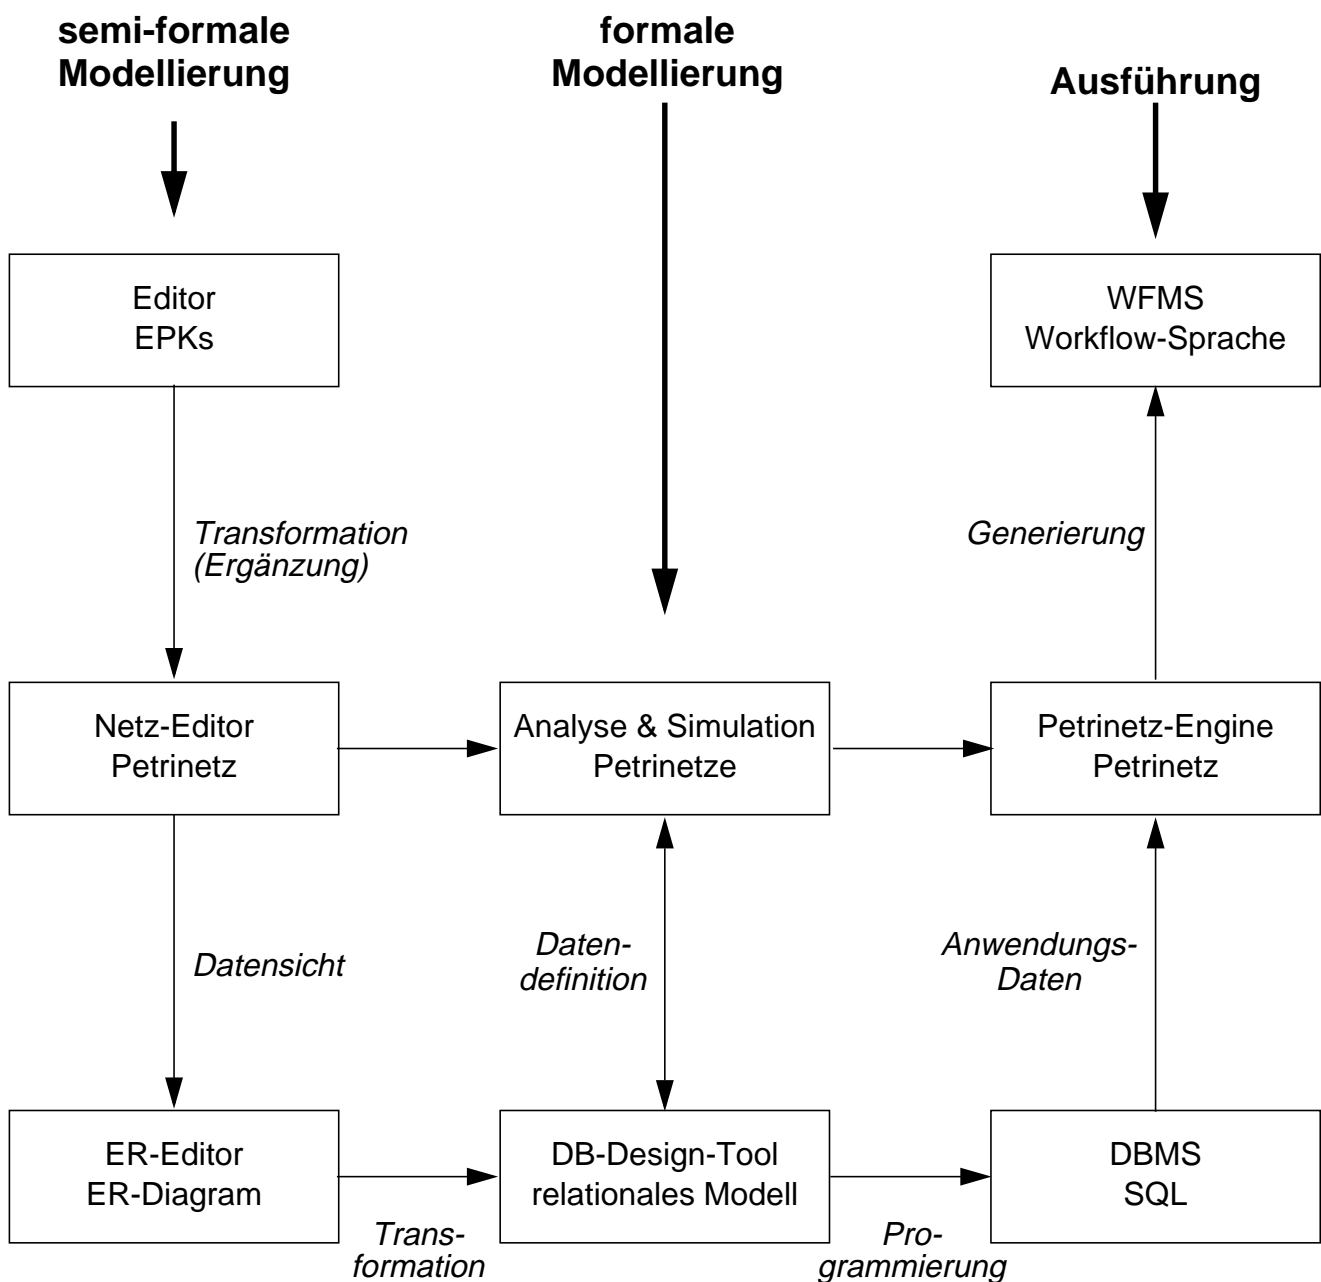 semi-formale
Modellierung
formale
Modellierung
Ausführung
Editor
EPKs
WFMS
Workflow-Sprache
Transformation
(Ergänzung)
Generierung
Netz-Editor
Petrinetz
Analyse & Simulation
Petrinetze
Petrinetz-Engine
Petrinetz
Datensicht
Daten-
definition
Anwendungs-
Daten
ER-Editor
ER-Diagram
DB-Design-Tool
relationales Modell
DBMS
SQL
Trans-
formation
Pro-
grammierung